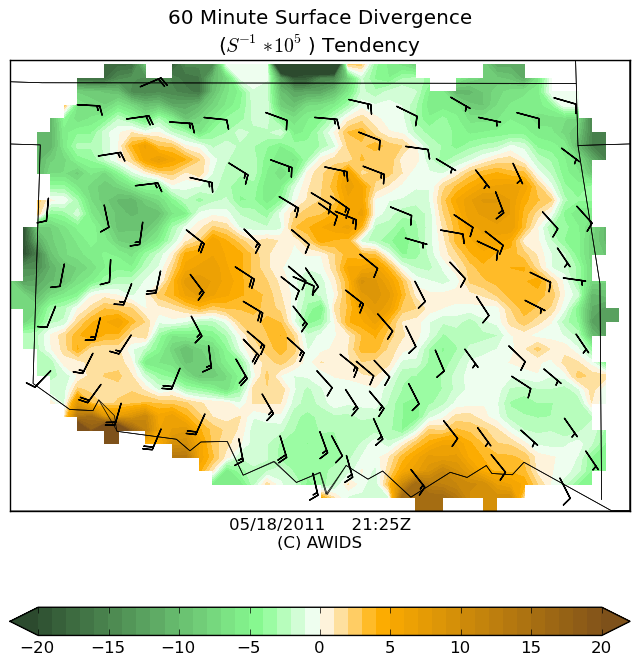 60 Minute Surface Divergence
(S⁻¹ * 10⁵ ) Tendency
05/18/2011 21:25Z
(C) AWIDS
−20 −15 −10 −5 0 5 10 15 20